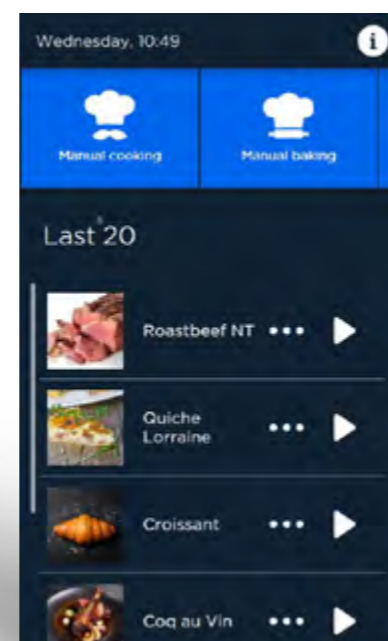 Wednesday, 10:49
i
Manual cooking
Manual baking
Last 20
Roastbeef NT
Quiche
Lorraine
Croissant
Coq au Vin